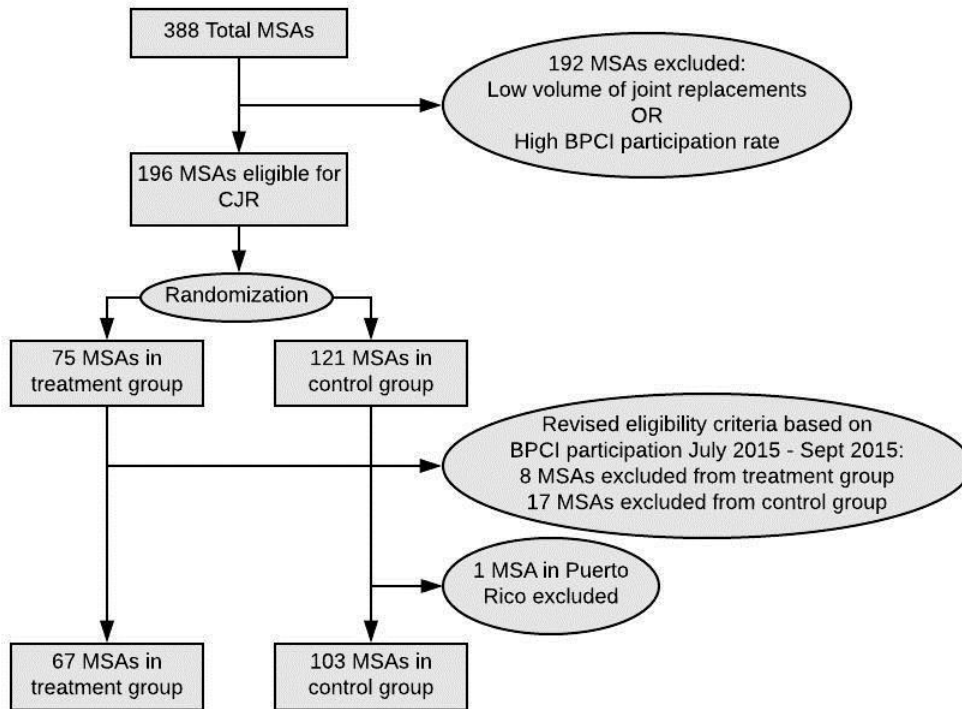 388 Total MSAs
192 MSAs excluded:
Low volume of joint replacements
OR
High BPCI participation rate
196 MSAs eligible for
CJR
Randomization
75 MSAs in
treatment group
121 MSAs in
control group
Revised eligibility criteria based on
BPCI participation July 2015 - Sept 2015:
8 MSAs excluded from treatment group
17 MSAs excluded from control group
1 MSA in Puerto
Rico excluded
67 MSAs in
treatment group
103 MSAs in
control group